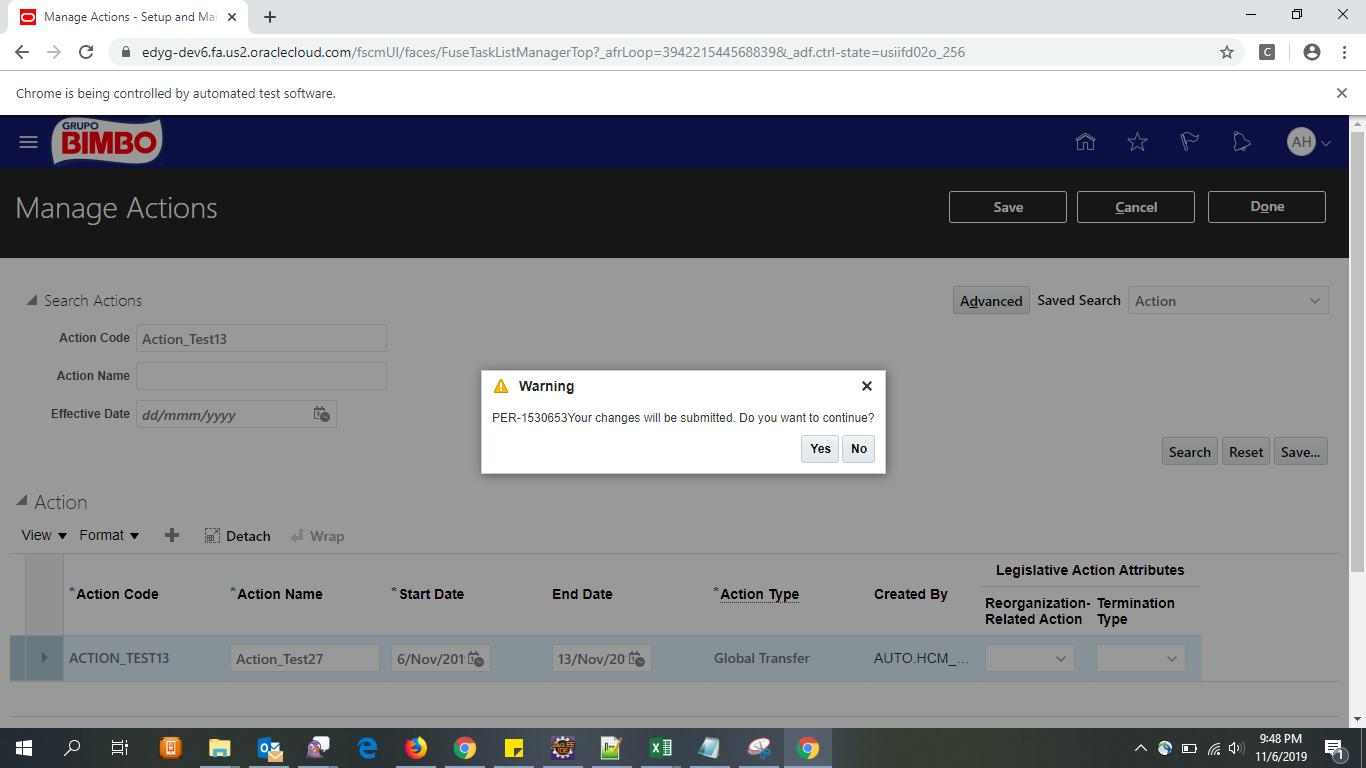 Manage Actions - Setup and Mai
edyg-dev6.fa.us2.oraclecloud.com/fscmUI/faces/FuseTaskListManagerTop?_afrLoop=394221544568839&_adf.ctrl-state=usiifd02o_256
C
Chrome is being controlled by automated test software.
GRUPO
BIMBO
AH
Manage Actions
Save
Cancel
Done
Search Actions
Advanced
Saved Search
Action
Action Code
Action_Test13
Action Name
Effective Date
dd/mmm/yyyy
Warning
PER-1530653Your changes will be submitted. Do you want to continue?
Yes
No
Search
Reset
Save...
Action
View
Format
Detach
Wrap
Legislative Action Attributes
*Action Code
*Action Name
*Start Date
End Date
*Action Type
Created By
Reorganization-
Related Action
Termination
Type
ACTION_TEST13
Action_Test27
6/Nov/201
13/Nov/20
Global Transfer
AUTO.HCM_...
9:48 PM
11/6/2019
1